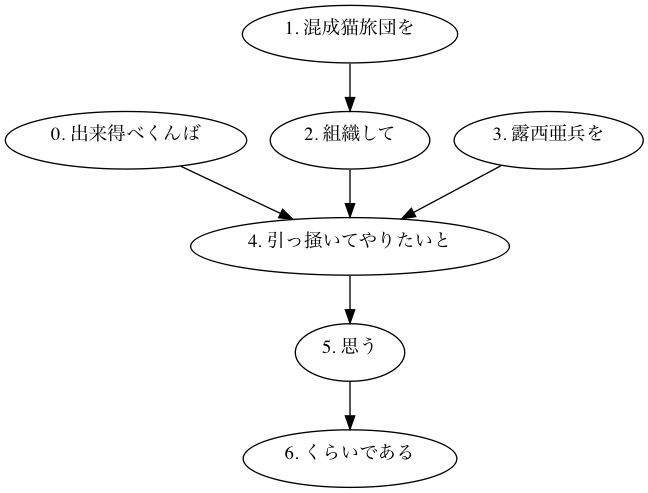 1. 混成猫旅団を
0. 出来得べくんば
2. 組織して
3. 露西亜兵を
4. 引っ掻いてやりたいと
5. 思う
6. くらいである